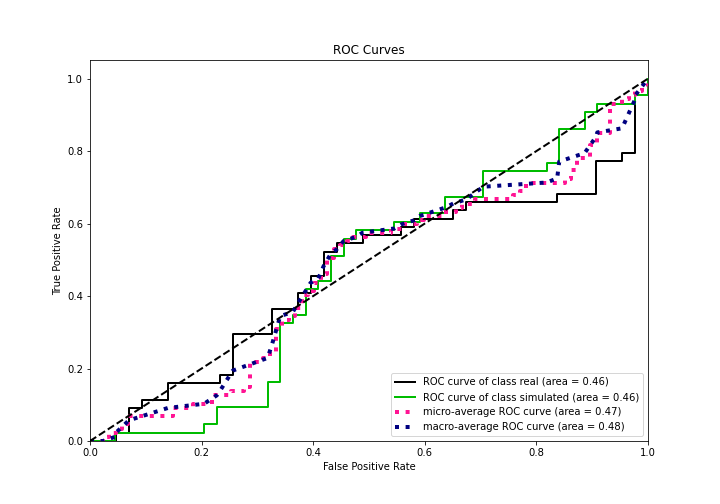 ROC Curves
True Positive Rate
1.0
0.8
0.6
0.4
0.2
0.0
ROC curve of class real (area = 0.46)
ROC curve of class simulated (area = 0.46)
micro-average ROC curve (area = 0.47)
macro-average ROC curve (area = 0.48)
0.0 0.2 0.4 0.6 0.8 1.0
False Positive Rate